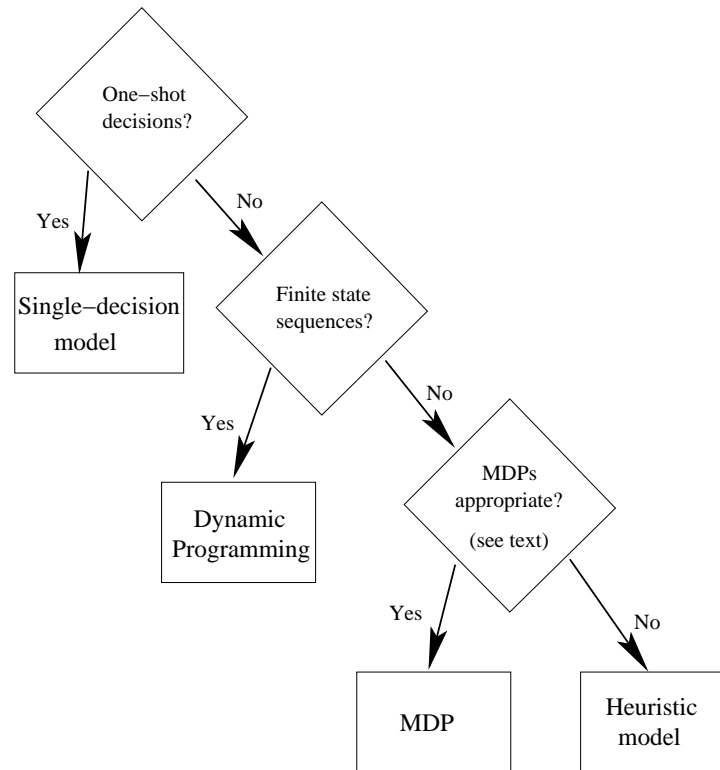 One−shot
decisions?
Yes
No
Single−decision
model
Finite state
sequences?
Yes
No
Dynamic
Programming
MDPs
appropriate?
(see text)
Yes
No
MDP
Heuristic
model